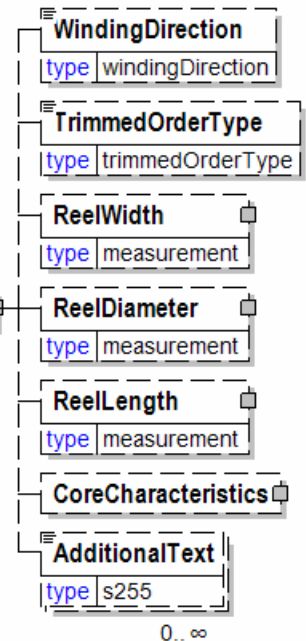 WindingDirection
type windingDirection
TrimmedOrderType
type trimmedOrderType
ReelWidth
type measurement
ReelDiameter
type measurement
ReelLength
type measurement
CoreCharacteristics
AdditionalText
type s255
0.. ∞